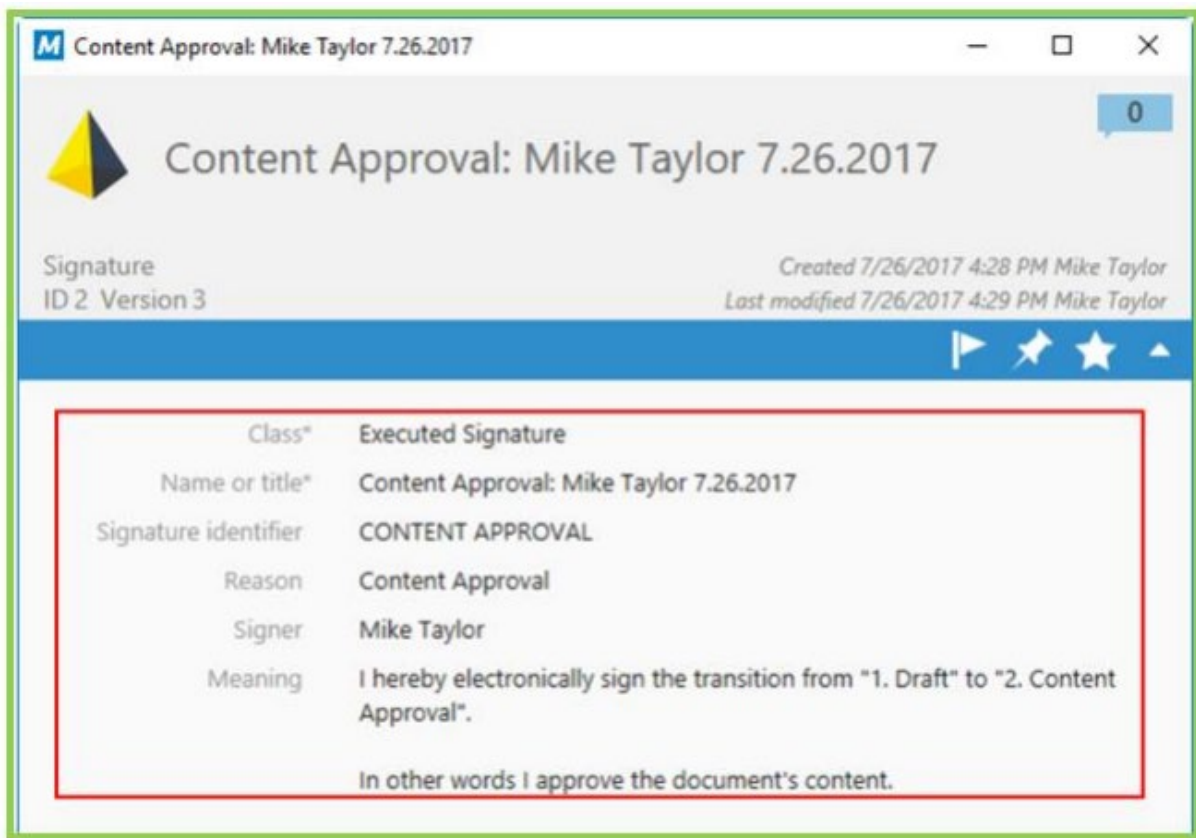 M Content Approval: Mike Taylor 7.26.2017
0
Content Approval: Mike Taylor 7.26.2017
Signature
Created 7/26/2017 4:28 PM Mike Taylor
ID 2 Version 3
Last modified 7/26/2017 4:29 PM Mike Taylor
Class* Executed Signature
Name or title* Content Approval: Mike Taylor 7.26.2017
Signature identifier CONTENT APPROVAL
Reason Content Approval
Signer Mike Taylor
Meaning I hereby electronically sign the transition from "1. Draft" to "2. Content
Approval".
In other words I approve the document's content.